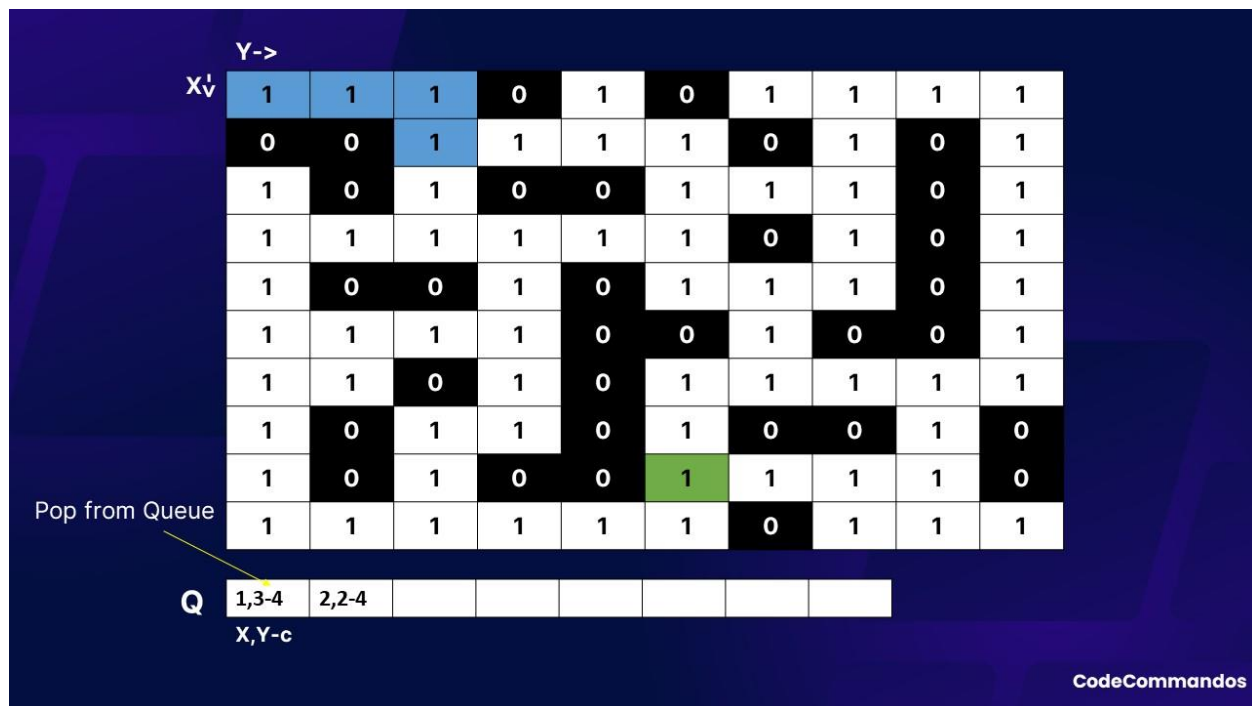 Y->
X
1 1 1 0 1 0 1 1 1 1
0 0 1 1 1 1 0 1 0 1
1 0 1 0 0 1 1 1 0 1
1 1 1 1 1 1 0 1 0 1
1 0 0 1 0 1 1 1 0 1
1 1 1 1 0 0 1 0 0 1
1 1 0 1 0 1 1 1 1 1
1 0 1 1 0 1 0 0 1 0
1 0 1 0 0 1 1 1 1 0
Pop from Queue
1 1 1 1 1 1 0 1 1 1
Q 1,3-4 2,2-4
X,Y-c
CodeCommandos